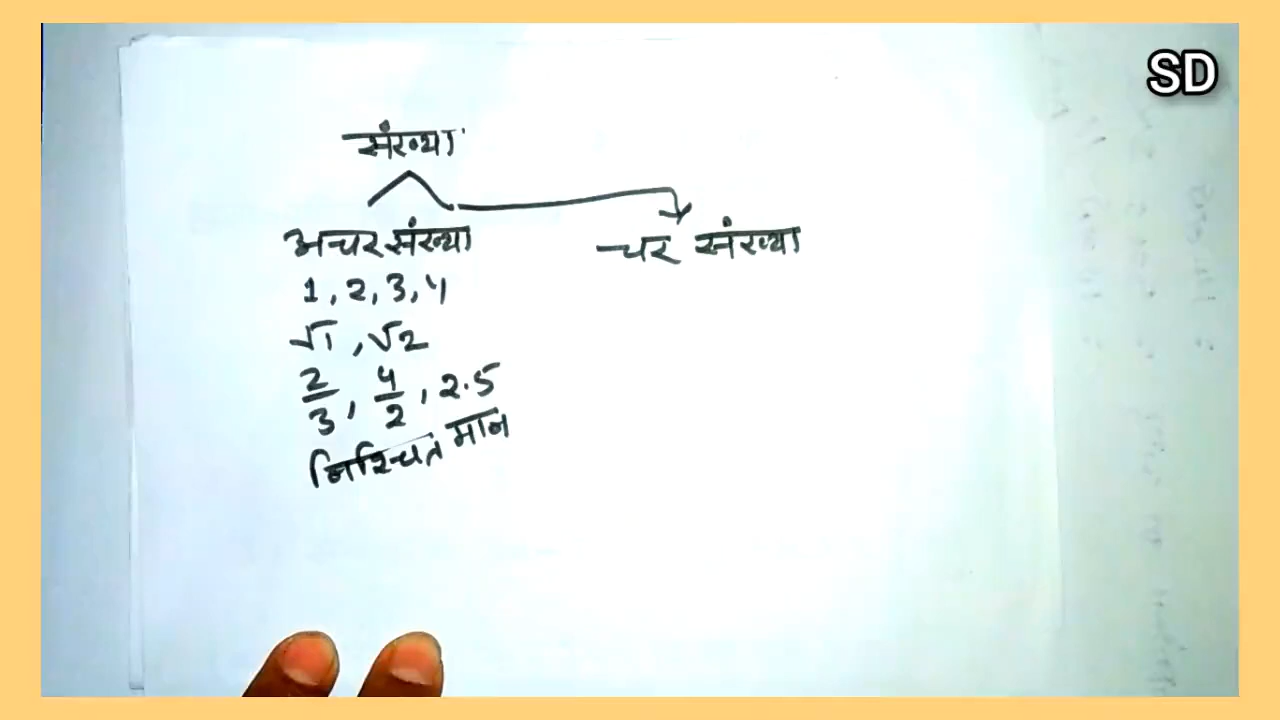 SD
संख्या
अचर संख्या चर संख्या
1, 2, 3, 4
√1, √2
2/3, 4/2, 2.5
निश्चित मान